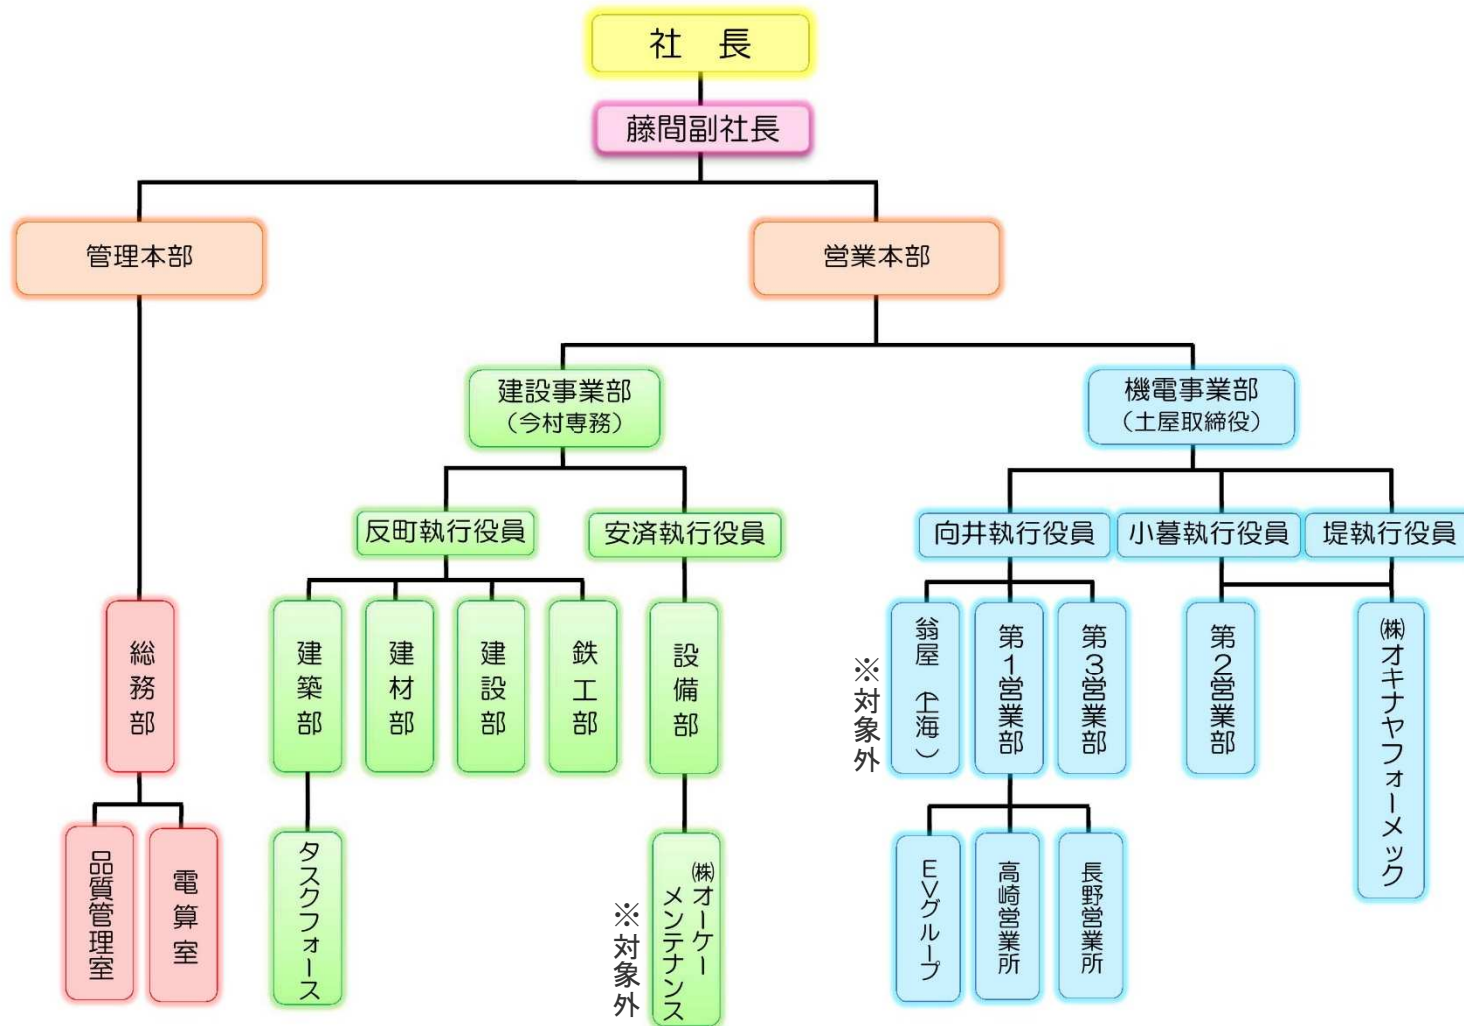 社　長
藤間副社長
管理本部
営業本部
建設事業部
（今村専務）
機電事業部
（土屋取締役）
反町執行役員
安済執行役員
向井執行役員
小暮執行役員
堤執行役員
総務部
建築部
建材部
建設部
鉄工部
設備部
※対象外
翁屋（上海）
第1営業部
第3営業部
第2営業部
㈱オキナヤフォーメック
品質管理室
電算室
タスクフォース
※対象外
㈱オーケー
メンテナンス
EVグループ
高崎営業所
長野営業所